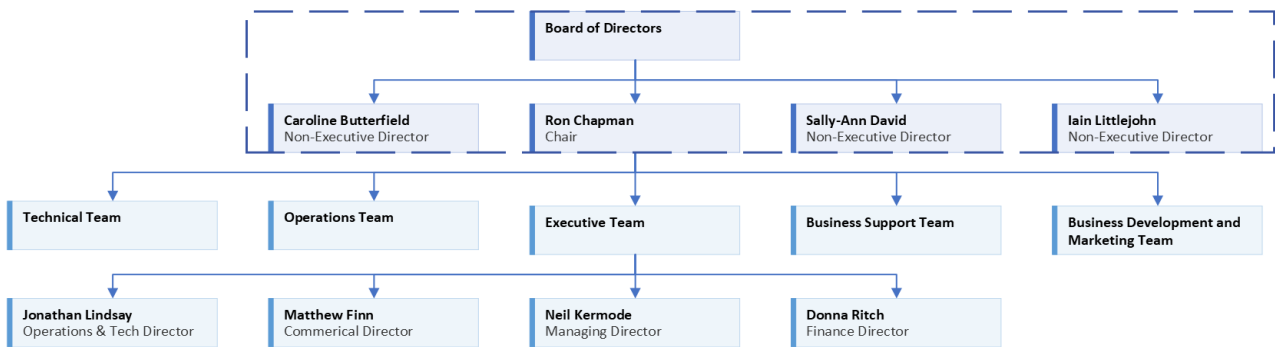 Board of Directors
Caroline Butterfield
Non-Executive Director
Ron Chapman
Chair
Sally-Ann David
Non-Executive Director
Iain Littlejohn
Non-Executive Director
Technical Team
Operations Team
Executive Team
Business Support Team
Business Development and
Marketing Team
Jonathan Lindsay
Operations & Tech Director
Matthew Finn
Commerical Director
Neil Kermode
Managing Director
Donna Ritch
Finance Director